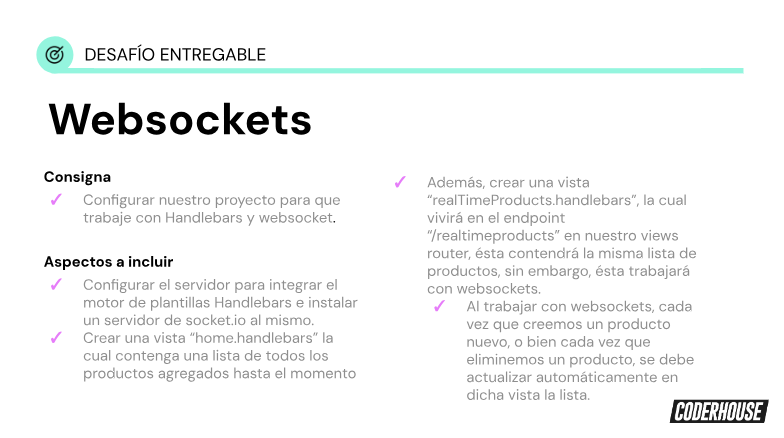 DESAFÍO ENTREGABLE
Websockets
Consigna
✓ Configurar nuestro proyecto para que
trabaje con Handlebars y websocket.
Aspectos a incluir
✓ Configurar el servidor para integrar el
motor de plantillas Handlebars e instalar
un servidor de socket.io al mismo.
✓ Crear una vista “home.handlebars” la
cual contenga una lista de todos los
productos agregados hasta el momento
✓ Además, crear una vista
“realTimeProducts.handlebars”, la cual
vivirá en el endpoint
“/realtimeproducts” en nuestro views
router, ésta contendrá la misma lista de
productos, sin embargo, ésta trabajará
con websockets.
✓ Al trabajar con websockets, cada
vez que creemos un producto
nuevo, o bien cada vez que
eliminemos un producto, se debe
actualizar automáticamente en
dicha vista la lista.
CODERHOUSE